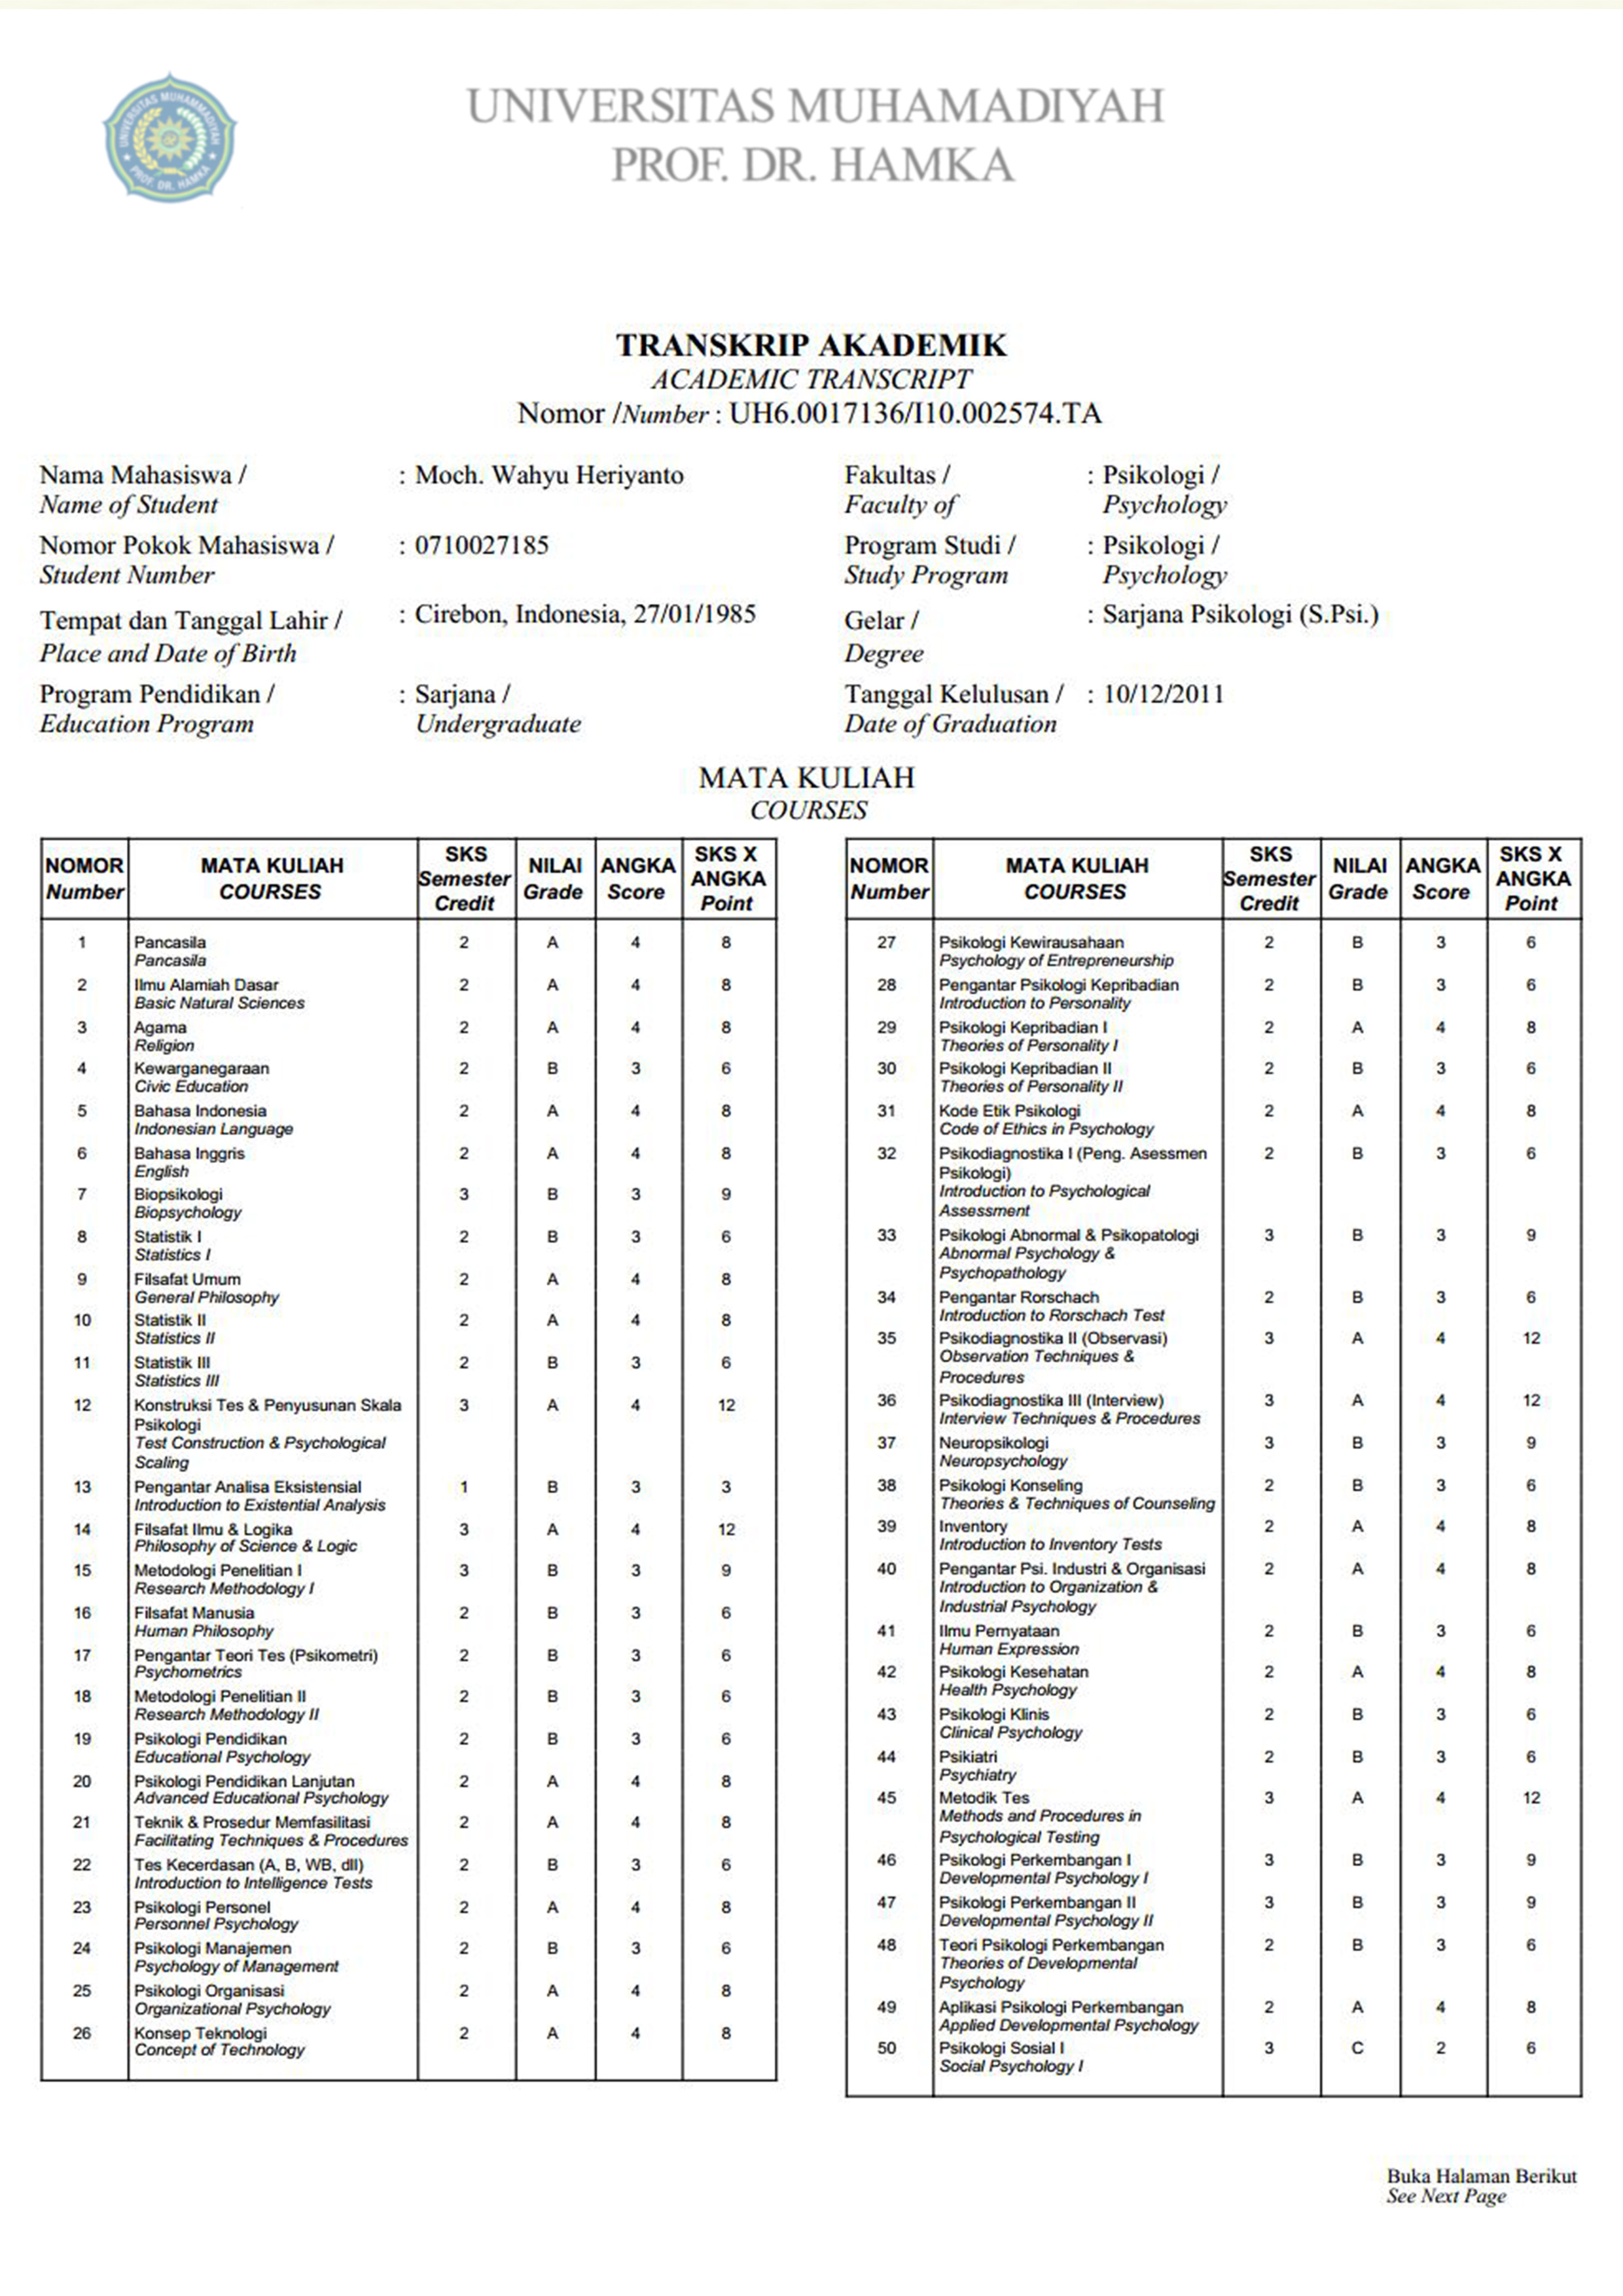 UNIVERSITAS MUHAMMADIYAH
PROF. DR. HAMKA
UNIVERSITAS MUHAMADIYAH
PROF. DR. HAMKA
TRANSKRIP AKADEMIK
ACADEMIC TRANSCRIPT
Nomor /Number : UH6.0017136/I10.002574.TA
Nama Mahasiswa / : Moch. Wahyu Heriyanto
Name of Student
Nomor Pokok Mahasiswa / : 0710027185
Student Number
Tempat dan Tanggal Lahir / : Cirebon, Indonesia, 27/01/1985
Place and Date of Birth
Program Pendidikan / : Sarjana /
Education Program Undergraduate
Fakultas / : Psikologi /
Faculty of Psychology
Program Studi / : Psikologi /
Study Program Psychology
Gelar / : Sarjana Psikologi (S.Psi.)
Degree
Tanggal Kelulusan / : 10/12/2011
Date of Graduation
MATA KULIAH
COURSES
NOMOR Number MATA KULIAH COURSES SKS Semester Credit NILAI Grade ANGKA Score SKS X ANGKA Point
1 Pancasila 2 A 4 8
Pancasila
2 Ilmu Alamiah Dasar 2 A 4 8
Basic Natural Sciences
3 Agama 2 A 4 8
Religion
4 Kewarganegaraan 2 B 3 6
Civic Education
5 Bahasa Indonesia 2 A 4 8
Indonesian Language
6 Bahasa Inggris 2 A 4 8
English
7 Biopsikologi 3 B 3 9
Biopsychology
8 Statistik I 2 B 3 6
Statistics I
9 Filsafat Umum 2 A 4 8
General Philosophy
10 Statistik II 2 A 4 8
Statistics II
11 Statistik III 2 B 3 6
Statistics III
12 Konstruksi Tes & Penyusunan Skala 3 A 4 12
Psikologi
Test Construction & Psychological
Scaling
13 Pengantar Analisa Eksistensial 1 B 3 3
Introduction to Existential Analysis
14 Filsafat Ilmu & Logika 3 A 4 12
Philosophy of Science & Logic
15 Metodologi Penelitian I 3 B 3 9
Research Methodology I
16 Filsafat Manusia 2 B 3 6
Human Philosophy
17 Pengantar Teori Tes (Psikometri) 2 B 3 6
Psychometrics
18 Metodologi Penelitian II 2 B 3 6
Research Methodology II
19 Psikologi Pendidikan 2 B 3 6
Educational Psychology
20 Psikologi Pendidikan Lanjutan 2 A 4 8
Advanced Educational Psychology
21 Teknik & Prosedur Memfasilitasi 2 A 4 8
Facilitating Techniques & Procedures
22 Tes Kecerdasan (A, B, WB, dll) 2 B 3 6
Introduction to Intelligence Tests
23 Psikologi Personel 2 A 4 8
Personnel Psychology
24 Psikologi Manajemen 2 B 3 6
Psychology of Management
25 Psikologi Organisasi 2 A 4 8
Organizational Psychology
26 Konsep Teknologi 2 A 4 8
Concept of Technology
NOMOR Number MATA KULIAH COURSES SKS Semester Credit NILAI Grade ANGKA Score SKS X ANGKA Point
27 Psikologi Kewirausahaan 2 B 3 6
Psychology of Entrepreneurship
28 Pengantar Psikologi Kepribadian 2 B 3 6
Introduction to Personality
29 Psikologi Kepribadian I 2 A 4 8
Theories of Personality I
30 Psikologi Kepribadian II 2 B 3 6
Theories of Personality II
31 Kode Etik Psikologi 2 A 4 8
Code of Ethics in Psychology
32 Psikodiagnostika I (Peng. Asessmen 2 B 3 6
Psikologi)
Introduction to Psychological
Assessment
33 Psikologi Abnormal & Psikopatologi 3 B 3 9
Abnormal Psychology &
Psychopathology
34 Pengantar Rorschach 2 B 3 6
Introduction to Rorschach Test
35 Psikodiagnostika II (Observasi) 3 A 4 12
Observation Techniques &
Procedures
36 Psikodiagnostika III (Interview) 3 A 4 12
Interview Techniques & Procedures
37 Neuropsikologi 3 B 3 9
Neuropsychology
38 Psikologi Konseling 2 B 3 6
Theories & Techniques of Counseling
39 Inventory 2 A 4 8
Introduction to Inventory Tests
40 Pengantar Psi. Industri & Organisasi 2 A 4 8
Introduction to Organization &
Industrial Psychology
41 Ilmu Pernyataan 2 B 3 6
Human Expression
42 Psikologi Kesehatan 2 A 4 8
Health Psychology
43 Psikologi Klinis 2 B 3 6
Clinical Psychology
44 Psikiatri 2 B 3 6
Psychiatry
45 Metodik Tes 3 A 4 12
Methods and Procedures in
Psychological Testing
46 Psikologi Perkembangan I 3 B 3 9
Developmental Psychology I
47 Psikologi Perkembangan II 3 B 3 9
Developmental Psychology II
48 Teori Psikologi Perkembangan 2 B 3 6
Theories of Developmental
Psychology
49 Aplikasi Psikologi Perkembangan 2 A 4 8
Applied Developmental Psychology
50 Psikologi Sosial I 3 C 2 6
Social Psychology I
Buka Halaman Berikut
See Next Page